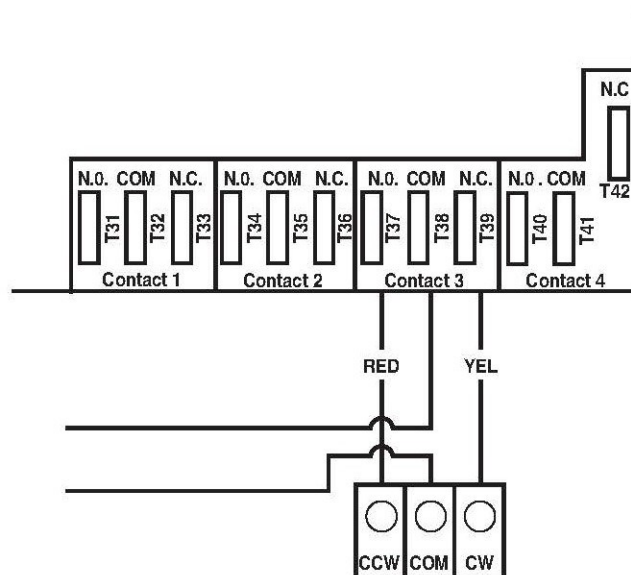 N.C
T42
N.O. COM N.C. N.O. COM N.C. N.O. COM N.C. N.O. COM
T31 T32 T33 T34 T35 T36 T37 T38 T39 T40 T41
Contact 1 Contact 2 Contact 3 Contact 4
RED YEL
CCW COM CW